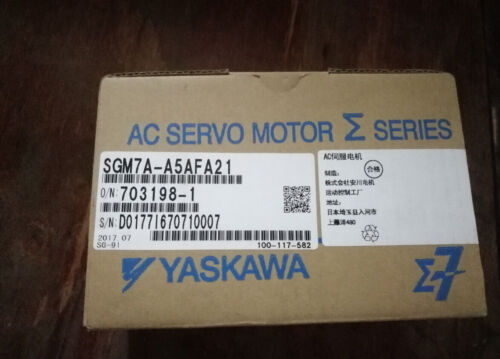 AC SERVO MOTOR Σ SERIES
SGM7A-A5AFA21
O/N:703198-1
S/N:D0177I670710007
2017.07
SG-91
100-117-582
AC伺服电机
制造: 合格
株式会社安川电机
运动控制工厂
地址:
日本埼玉县入间市
上藤泽480
YASKAWA
Σ-7